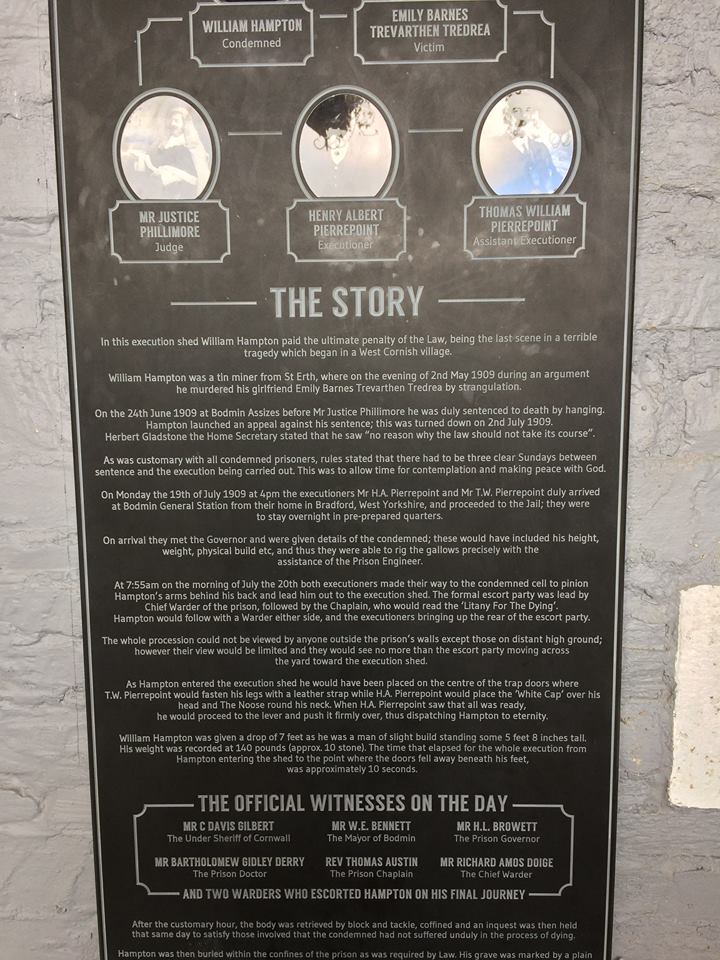 WILLIAM HAMPTON
Condemned
EMILY BARNES
TREVARTHEN TREDREA
Victim
MR JUSTICE
PHILLIMORE
Judge
HENRY ALBERT
PIERREPOINT
Executioner
THOMAS WILLIAM
PIERREPOINT
Assistant Executioner
THE STORY
In this execution shed William Hampton paid the ultimate penalty of the Law, being the last scene in a terrible
tragedy which began in a West Cornish village.
William Hampton was a tin miner from St Erth, where on the evening of 2nd May 1909 during an argument
he murdered his girlfriend Emily Barnes Trevarthen Tredrea by strangulation.
On the 24th June 1909 at Bodmin Assizes before Mr Justice Phillimore he was duly sentenced to death by hanging.
Hampton launched an appeal against his sentence; this was turned down on 2nd July 1909.
Herbert Gladstone the Home Secretary stated that he saw “no reason why the law should not take its course”.
As was customary with all condemned prisoners, rules stated that there had to be three clear Sundays between
sentence and the execution being carried out. This was to allow time for contemplation and making peace with God.
On Monday the 19th of July 1909 at 4pm the executioners Mr H.A. Pierrepoint and Mr T.W. Pierrepoint duly arrived
at Bodmin General Station from their home in Bradford, West Yorkshire, and proceeded to the Jail; they were
to stay overnight in pre-prepared quarters.
On arrival they met the Governor and were given details of the condemned; these would have included his height,
weight, physical build etc, and thus they were able to rig the gallows precisely with the
assistance of the Prison Engineer.
At 7:55am on the morning of July the 20th both executioners made their way to the condemned cell to pinion
Hampton's arms behind his back and lead him out to the execution shed. The formal escort party was lead by
Chief Warder of the prison, followed by the Chaplain, who would read the 'Litany For The Dying'.
Hampton would follow with a Warder either side, and the executioners bringing up the rear of the escort party.
The whole procession could not be viewed by anyone outside the prison's walls except those on distant high ground;
however their view would be limited and they would see no more than the escort party moving across
the yard toward the execution shed.
As Hampton entered the execution shed he would have been placed on the centre of the trap doors where
T.W. Pierrepoint would fasten his legs with a leather strap while H.A. Pierrepoint would place the 'White Cap' over his
head and The Noose round his neck. When H.A. Pierrepoint saw that all was ready,
he would proceed to the lever and push it firmly over, thus dispatching Hampton to eternity.
William Hampton was given a drop of 7 feet as he was a man of slight build standing some 5 feet 8 inches tall.
His weight was recorded at 140 pounds (approx. 10 stone). The time that elapsed for the whole execution from
Hampton entering the shed to the point where the doors fell away beneath his feet,
was approximately 10 seconds.
THE OFFICIAL WITNESSES ON THE DAY
MR C DAVIS GILBERT
The Under Sheriff of Cornwall
MR W.E. BENNETT
The Mayor of Bodmin
MR H.L. BROWETT
The Prison Governor
MR BARTHOLOMEW GIDLEY DERRY
The Prison Doctor
REV THOMAS AUSTIN
The Prison Chaplain
MR RICHARD AMOS DOIGE
The Chief Warder
AND TWO WARDERS WHO ESCORTED HAMPTON ON HIS FINAL JOURNEY
After the customary hour, the body was retrieved by block and tackle, coffined and an inquest was then held
that same day to satisfy those involved that the condemned had not suffered unduly in the process of dying.
Hampton was then buried within the confines of the prison as was required by Law. His grave was marked by a plain